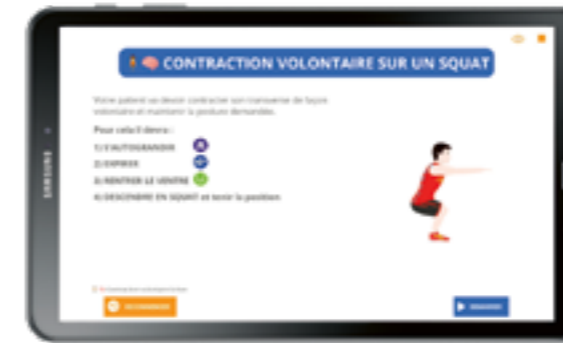 CONTRACTION VOLONTAIRE SUR UN SQUAT
Votre patient va devoir contracter son transverse de façon
volontaire et maintenir la posture demandée.
Pour cela il devra :
1) S'AUTOGRANDIR
2) EXPIRER
3) RENTRER LE VENTRE
4) DESCENDRE EN SQUAT et tenir la position
SAMSUNG